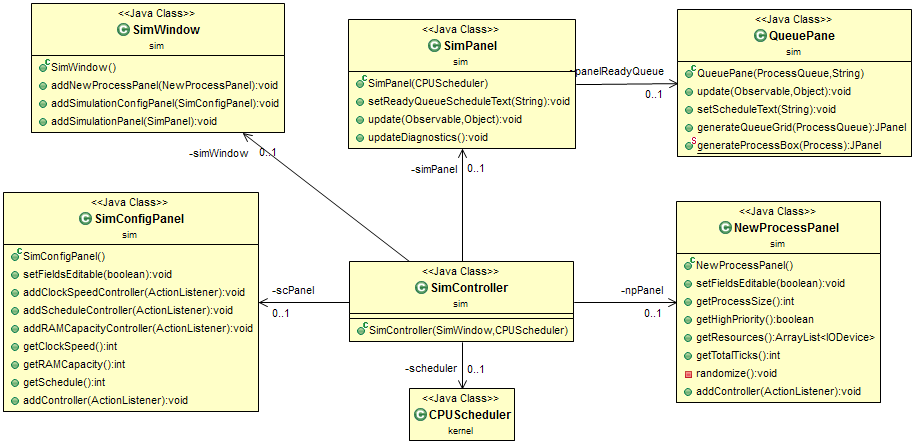 <<Java Class>>
SimWindow
sim
SimWindow()
addNewProcessPanel(NewProcessPanel):void
addSimulationConfigPanel(SimConfigPanel):void
addSimulationPanel(SimPanel):void
<<Java Class>>
SimPanel
sim
SimPanel(CPUScheduler)
setReadyQueueScheduleText(String):void
update(Observable,Object):void
updateDiagnostics():void
~panelReadyQueue
0..1
<<Java Class>>
QueuePane
sim
QueuePane(ProcessQueue,String)
update(Observable,Object):void
setScheduleText(String):void
generateQueueGrid(ProcessQueue):JPanel
generateProcessBox(Process):JPanel
-simWindow
0..1
-simPanel
0..1
<<Java Class>>
SimConfigPanel
sim
SimConfigPanel()
setFieldsEditable(boolean):void
addClockSpeedController(ActionListener):void
addScheduleController(ActionListener):void
addRAMCapacityController(ActionListener):void
getClockSpeed():int
getRAMCapacity():int
getSchedule():int
addController(ActionListener):void
-scPanel
0..1
<<Java Class>>
SimController
sim
SimController(SimWindow,CPUScheduler)
-npPanel
0..1
<<Java Class>>
NewProcessPanel
sim
NewProcessPanel()
setFieldsEditable(boolean):void
getProcessSize():int
getHighPriority():boolean
getResources():ArrayList<IODevice>
getTotalTicks():int
randomize():void
addController(ActionListener):void
-scheduler
0..1
<<Java Class>>
CPUScheduler
kernel